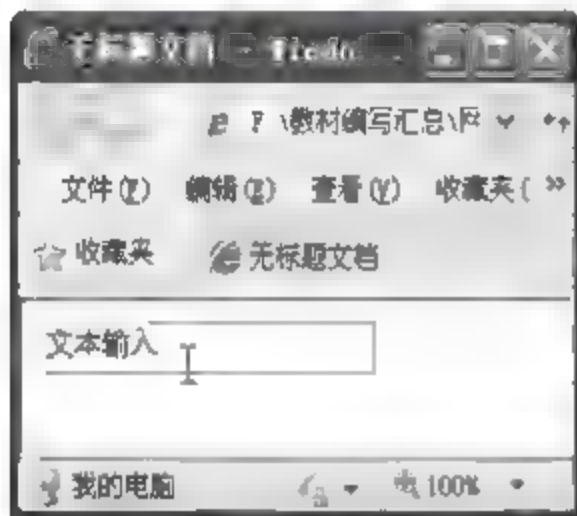 无标题文档 - Windo...
F \教材编写汇总\网
文件(F) 编辑(E) 查看(V) 收藏夹(
收藏夹 无标题文档
文本输入
我的电脑 100%